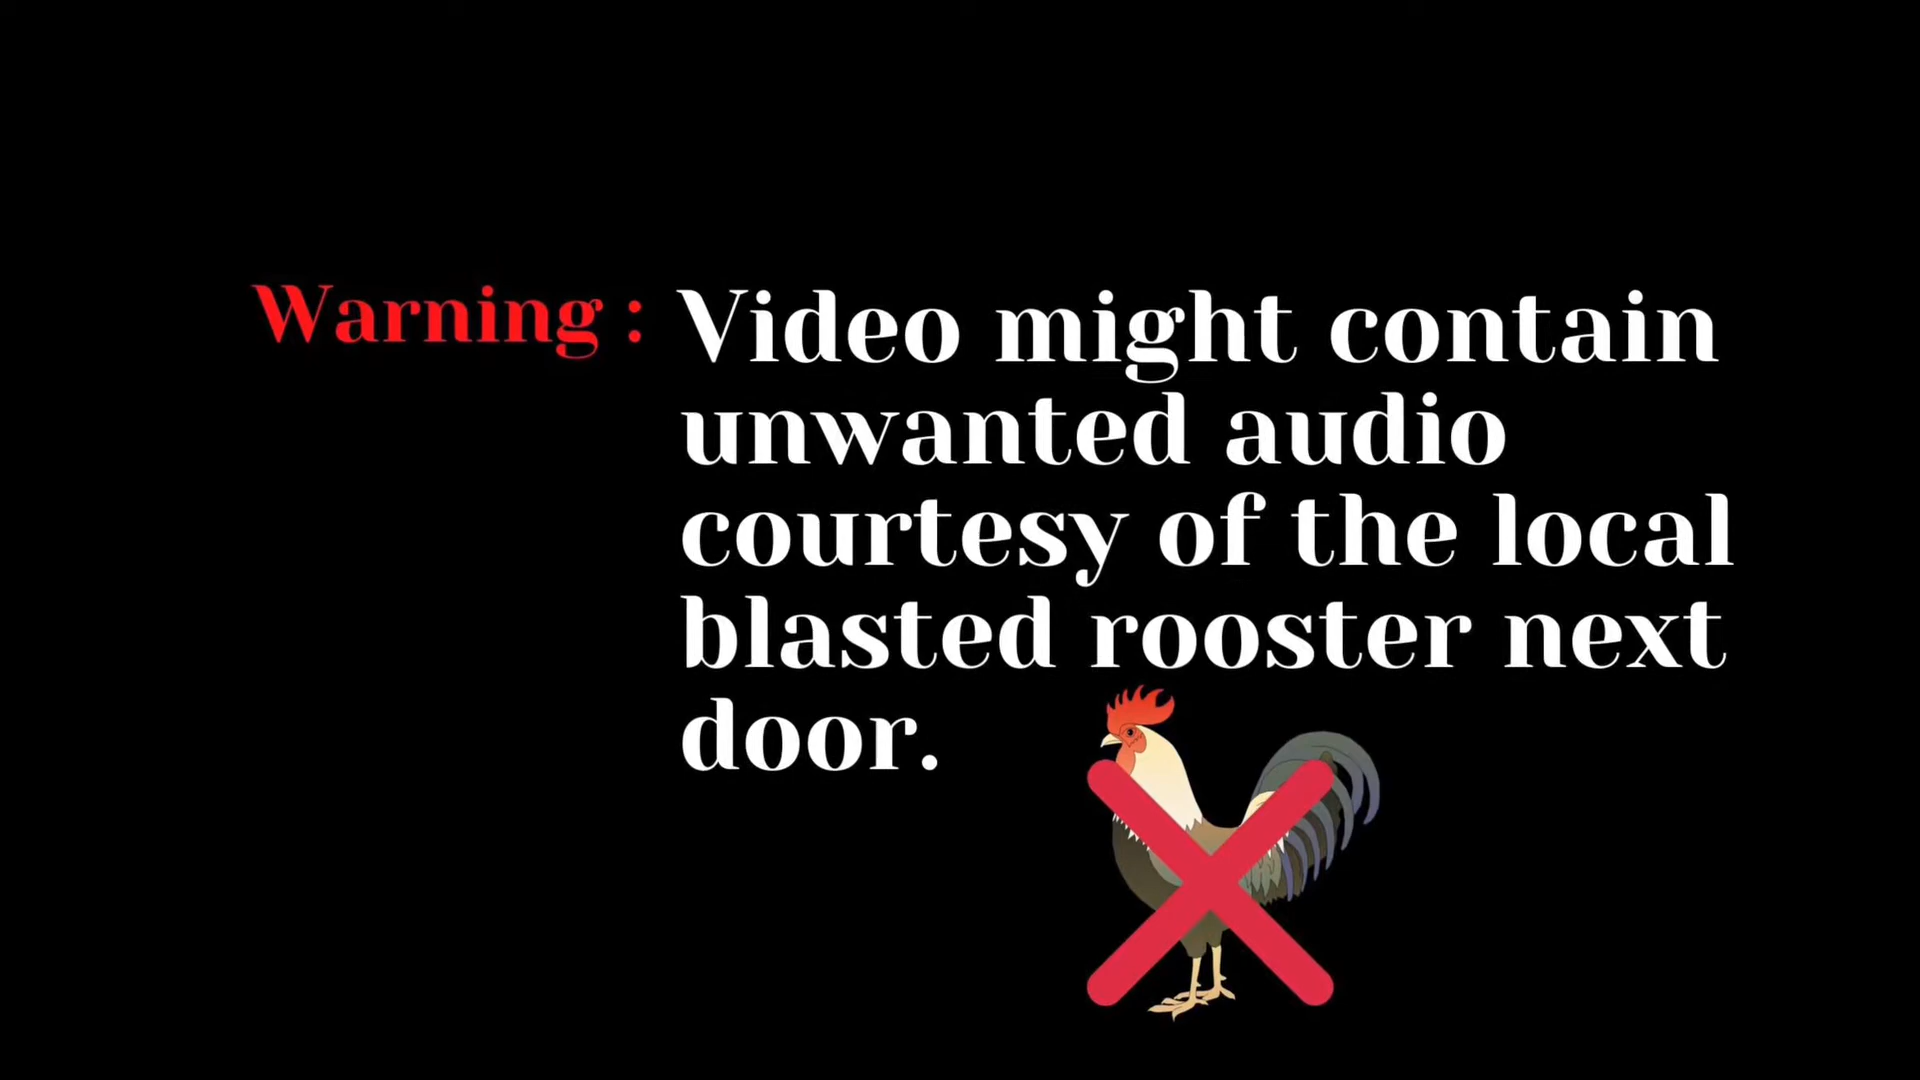 Warning : Video might contain
unwanted audio
courtesy of the local
blasted rooster next
door.